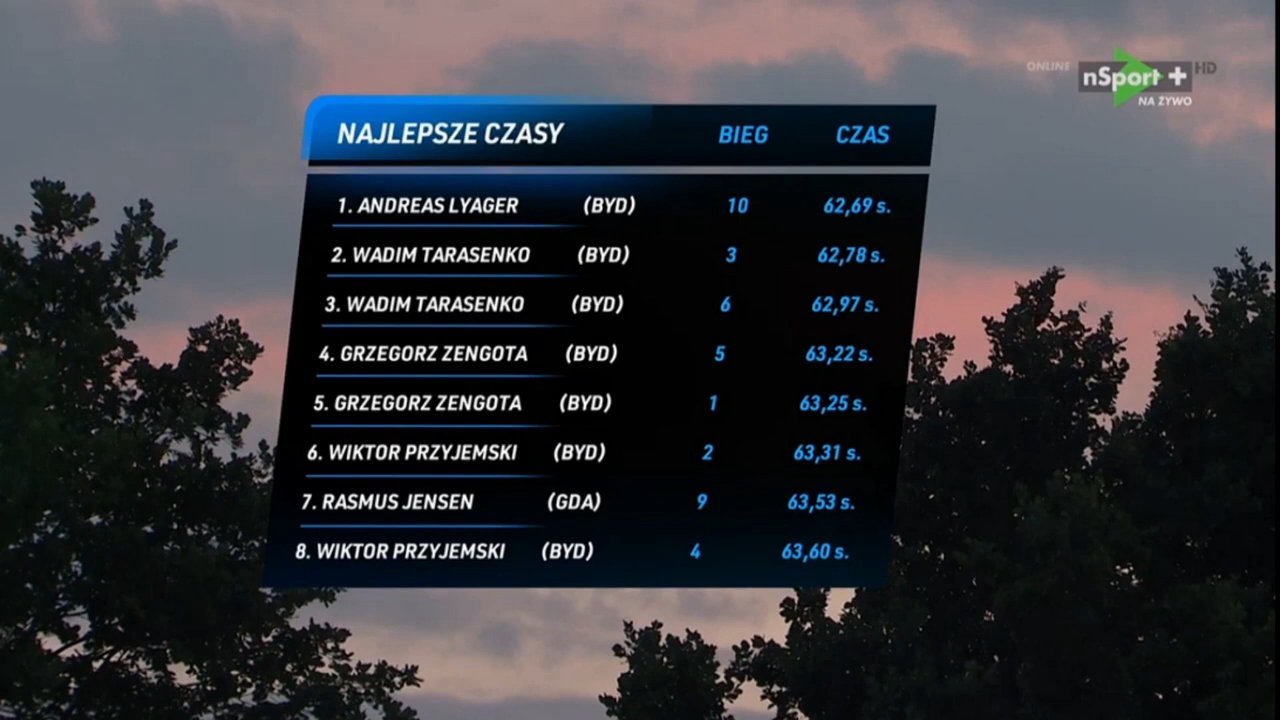 ONLINE nSport+ HD
NA ŻYWO
NAJLEPSZE CZASY BIEG CZAS
1. ANDREAS LYAGER (BYD) 10 62,69 s.
2. WADIM TARASENKO (BYD) 3 62,78 s.
3. WADIM TARASENKO (BYD) 6 62,97 s.
4. GRZEGORZ ZENGOTA (BYD) 5 63,22 s.
5. GRZEGORZ ZENGOTA (BYD) 1 63,25 s.
6. WIKTOR PRZYJEMSKI (BYD) 2 63,31 s.
7. RASMUS JENSEN (GDA) 9 63,53 s.
8. WIKTOR PRZYJEMSKI (BYD) 4 63,60 s.